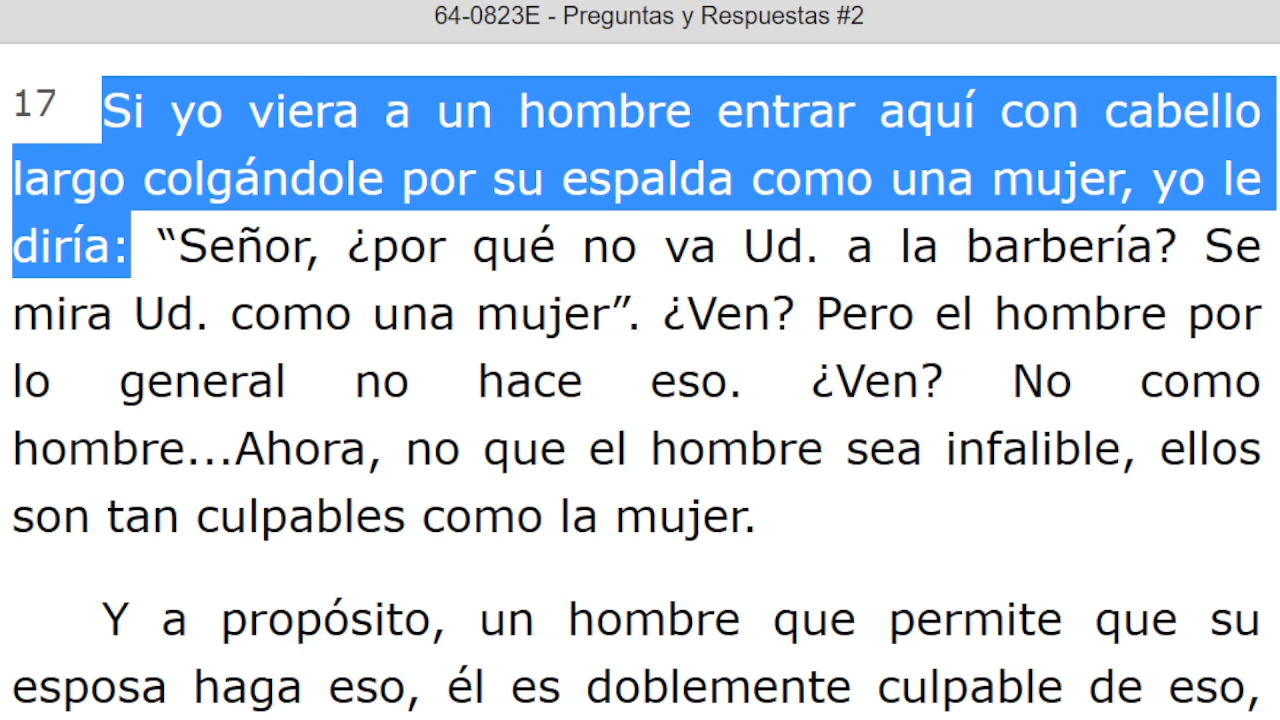 64-0823E - Preguntas y Respuestas #2
17 Si yo viera a un hombre entrar aquí con cabello
largo colgándole por su espalda como una mujer, yo le
diría: “Señor, ¿por qué no va Ud. a la barbería? Se
mira Ud. como una mujer”. ¿Ven? Pero el hombre por
lo general no hace eso. ¿Ven? No como
hombre...Ahora, no que el hombre sea infalible, ellos
son tan culpables como la mujer.
Y a propósito, un hombre que permite que su
esposa haga eso, él es doblemente culpable de eso,